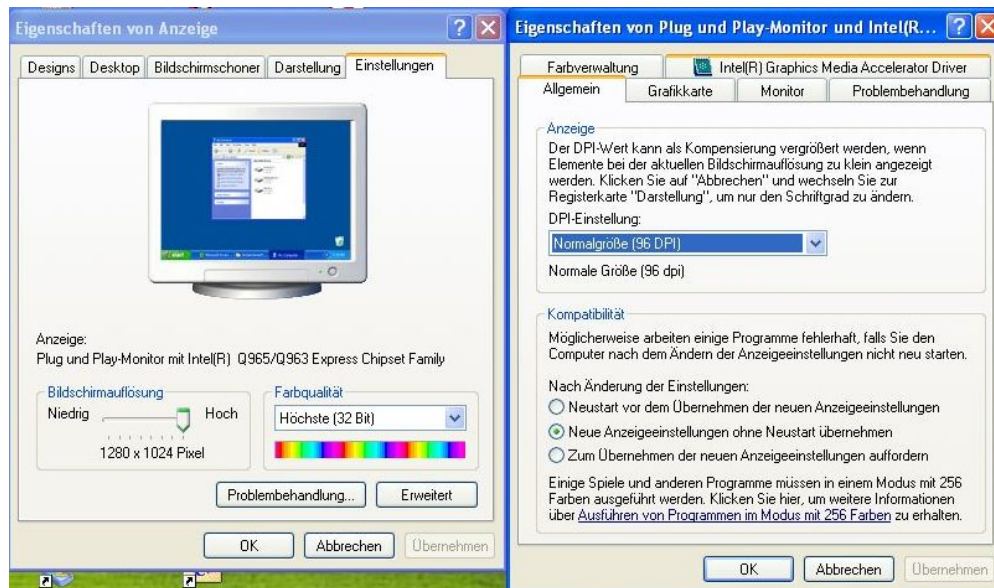 Eigenschaften von Anzeige
Designs
Desktop
Bildschirmschoner
Darstellung
Einstellungen
Anzeige:
Plug und Play-Monitor mit Intel(R) Q965/Q963 Express Chipset Family
Bildschirmauflösung
Niedrig
Hoch
1280 x 1024 Pixel
Farbqualität
Höchste (32 Bit)
Problembehandlung...
Erweitert
OK
Abbrechen
Übernehmen
Eigenschaften von Plug und Play-Monitor und Intel(R...
Farbverwaltung
Intel(R) Graphics Media Accelerator Driver
Allgemein
Grafikkarte
Monitor
Problembehandlung
Anzeige
Der DPI-Wert kann als Kompensierung vergrößert werden, wenn
Elemente bei der aktuellen Bildschirmauflösung zu klein angezeigt
werden. Klicken Sie auf "Abbrechen" und wechseln Sie zur
Registerkarte "Darstellung", um nur den Schriftgrad zu ändern.
DPI-Einstellung:
Normalgröße (96 DPI)
Normale Größe (96 dpi)
Kompatibilität
Möglicherweise arbeiten einige Programme fehlerhaft, falls Sie den
Computer nach dem Ändern der Anzeigeeinstellungen nicht neu starten.
Nach Änderung der Einstellungen:
Neustart vor dem Übernehmen der neuen Anzeigeeinstellungen
Neue Anzeigeeinstellungen ohne Neustart übernehmen
Zum Übernehmen der neuen Anzeigeeinstellungen auffordern
Einige Spiele und anderen Programme müssen in einem Modus mit 256
Farben ausgeführt werden. Klicken Sie hier, um weitere Informationen
über Ausführen von Programmen im Modus mit 256 Farben zu erhalten.
OK
Abbrechen
Übernehmen